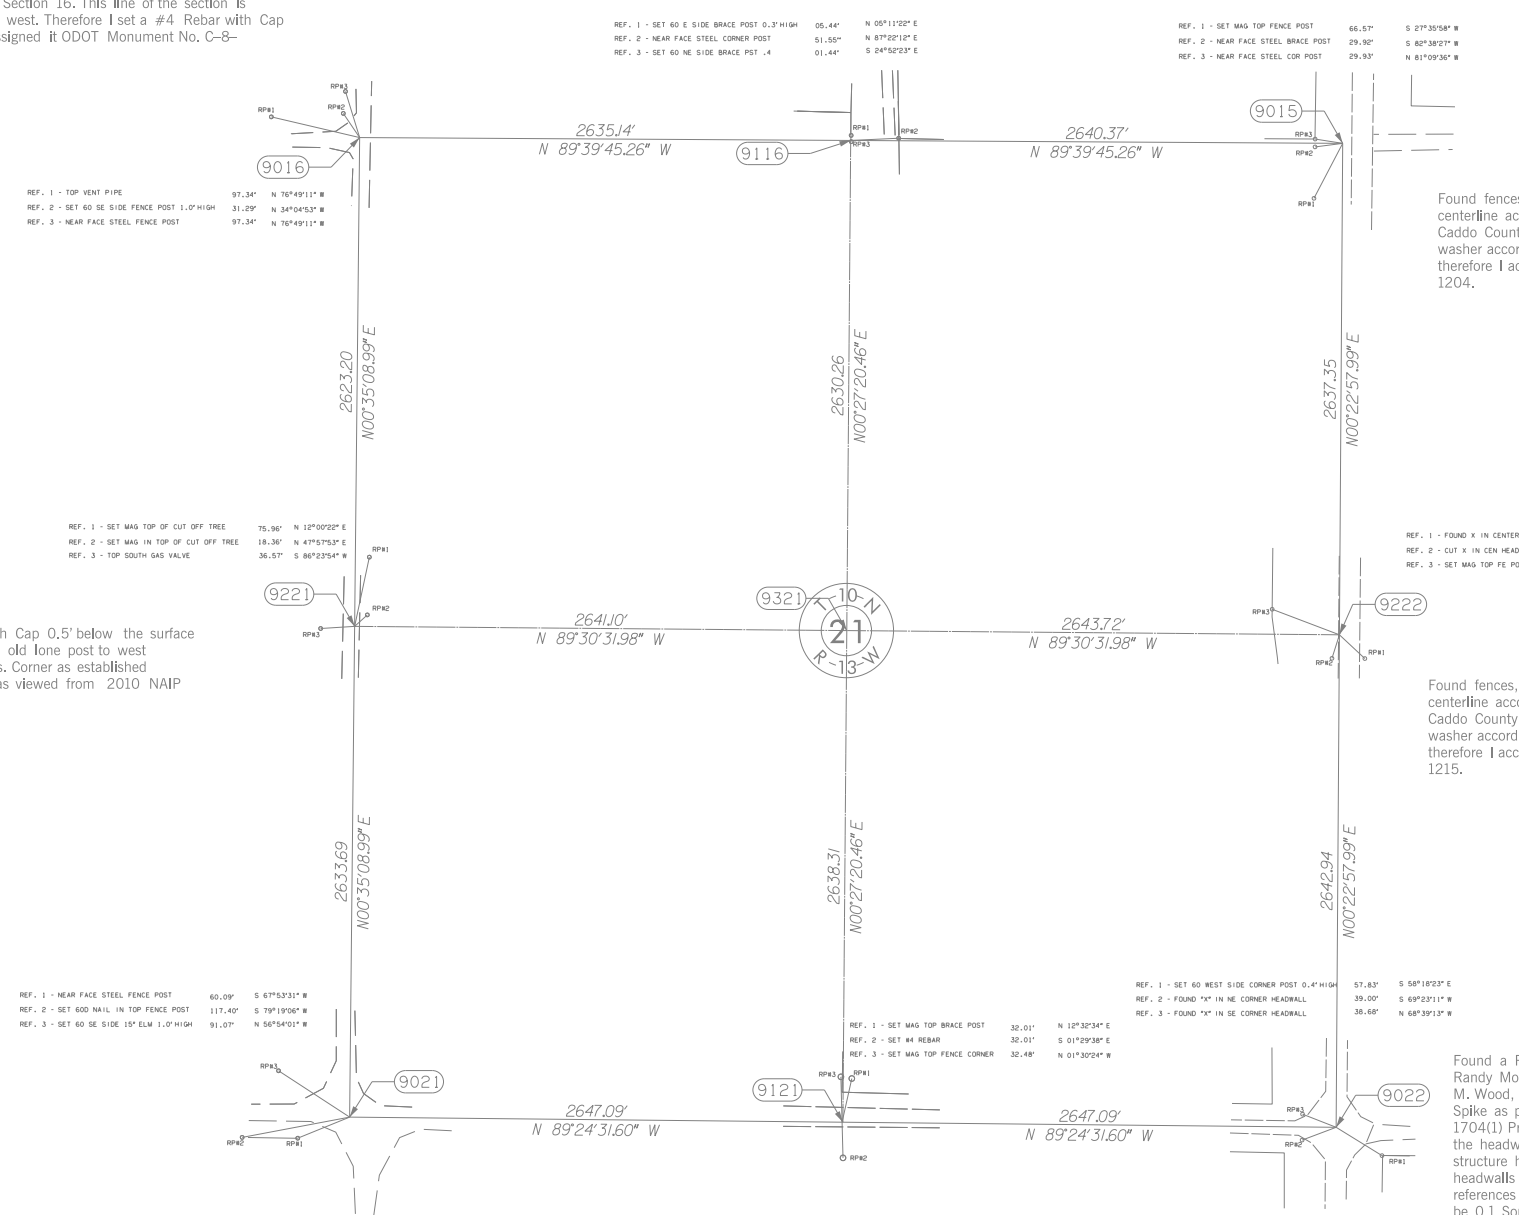 Section 16. This line of the section is
west. Therefore I set a #4 Rebar with Cap
signed it ODOT Monument No. C-8-
REF. 1 - SET 60 E SIDE BRACE POST 0.3' HIGH 05.44' N 05°11'22" E
REF. 2 - NEAR FACE STEEL CORNER POST 51.55" N 87°22'12" E
REF. 3 - SET 60 NE SIDE BRACE PST .4 01.44' S 24°52'23" E
REF. 1 - SET MAG TOP FENCE POST 66.57' S 27°35'58" W
REF. 2 - NEAR FACE STEEL BRACE POST 29.92' S 82°38'27" W
REF. 3 - NEAR FACE STEEL COR POST 29.93' N 81°09'36" W
RP#3
RP#1
RP#2
9016
2635.14'
N 89°39'45.26" W
9116
RP#1
RP#3
RP#2
2640.37'
N 89°39'45.26" W
9015
RP#3
RP#2
RP#1
REF. 1 - TOP VENT PIPE 97.34' N 76°49'11" W
REF. 2 - SET 60 SE SIDE FENCE POST 1.0' HIGH 31.29' N 34°04'53" W
REF. 3 - NEAR FACE STEEL FENCE POST 97.34' N 76°49'11" W
Found fences
centerline ac
Caddo Count
washer accor
therefore I ac
1204.
2623.20
N00°35'08.99" E
2630.26
N00°27'20.46" E
2637.35
N00°22'57.99" E
REF. 1 - SET MAG TOP OF CUT OFF TREE 75.96' N 12°00'22" E
REF. 2 - SET MAG IN TOP OF CUT OFF TREE 18.36' N 47°57'53" E
REF. 3 - TOP SOUTH GAS VALVE 36.57' S 86°23'54" W
REF. 1 - FOUND X IN CENTER
REF. 2 - CUT X IN CEN HEAD
REF. 3 - SET MAG TOP FE PO
RP#1
9221
RP#2
RP#3
2641.10'
N 89°30'31.98" W
9321
T-10-N
21
R-13-W
2643.72'
N 89°30'31.98" W
RP#3
9222
RP#2
RP#1
h Cap 0.5' below the surface
old lone post to west
s. Corner as established
as viewed from 2010 NAIP
Found fences,
centerline acco
Caddo County
washer accord
therefore I acc
1215.
2633.69
N00°35'08.99" E
2638.31
N00°27'20.46" E
2642.94
N00°22'57.99" E
REF. 1 - NEAR FACE STEEL FENCE POST 60.09' S 67°53'31" W
REF. 2 - SET 60D NAIL IN TOP FENCE POST 117.40' S 79°19'06" W
REF. 3 - SET 60 SE SIDE 15" ELM 1.0' HIGH 91.07' N 56°54'01" W
REF. 1 - SET 60 WEST SIDE CORNER POST 0.4' HIGH 57.83' S 58°18'23" E
REF. 2 - FOUND "X" IN NE CORNER HEADWALL 39.00' S 69°23'11" W
REF. 3 - FOUND "X" IN SE CORNER HEADWALL 38.68' N 68°39'13" W
REF. 1 - SET MAG TOP BRACE POST 32.01' N 12°32'34" E
REF. 2 - SET #4 REBAR 32.01' S 01°29'38" E
REF. 3 - SET MAG TOP FENCE CORNER 32.48' N 01°30'24" W
RP#3
9021
RP#2
RP#1
2647.09'
N 89°24'31.60" W
RP#3
RP#1
9121
RP#2
2647.09'
N 89°24'31.60" W
RP#3
9022
RP#2
RP#1
Found a P
Randy Mo
M. Wood,
Spike as p
1704(1) Pr
the headw
structure h
headwalls
references
be 0.1 Sou